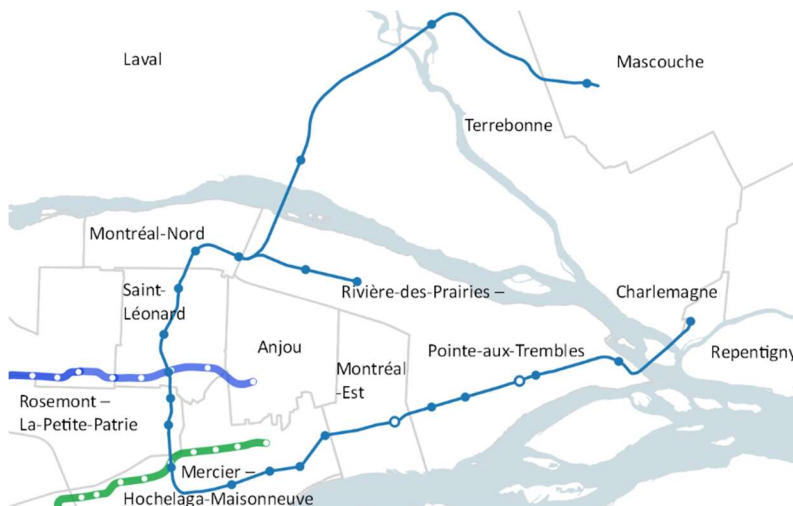 Laval
Mascouche
Terrebonne
Montréal-Nord
Saint-
Léonard
Rivière-des-Prairies –
Charlemagne
Anjou
Pointe-aux-Trembles
Repentigny
Montréal
-Est
Rosemont –
La-Petite-Patrie
Mercier –
Hochelaga-Maisonneuve